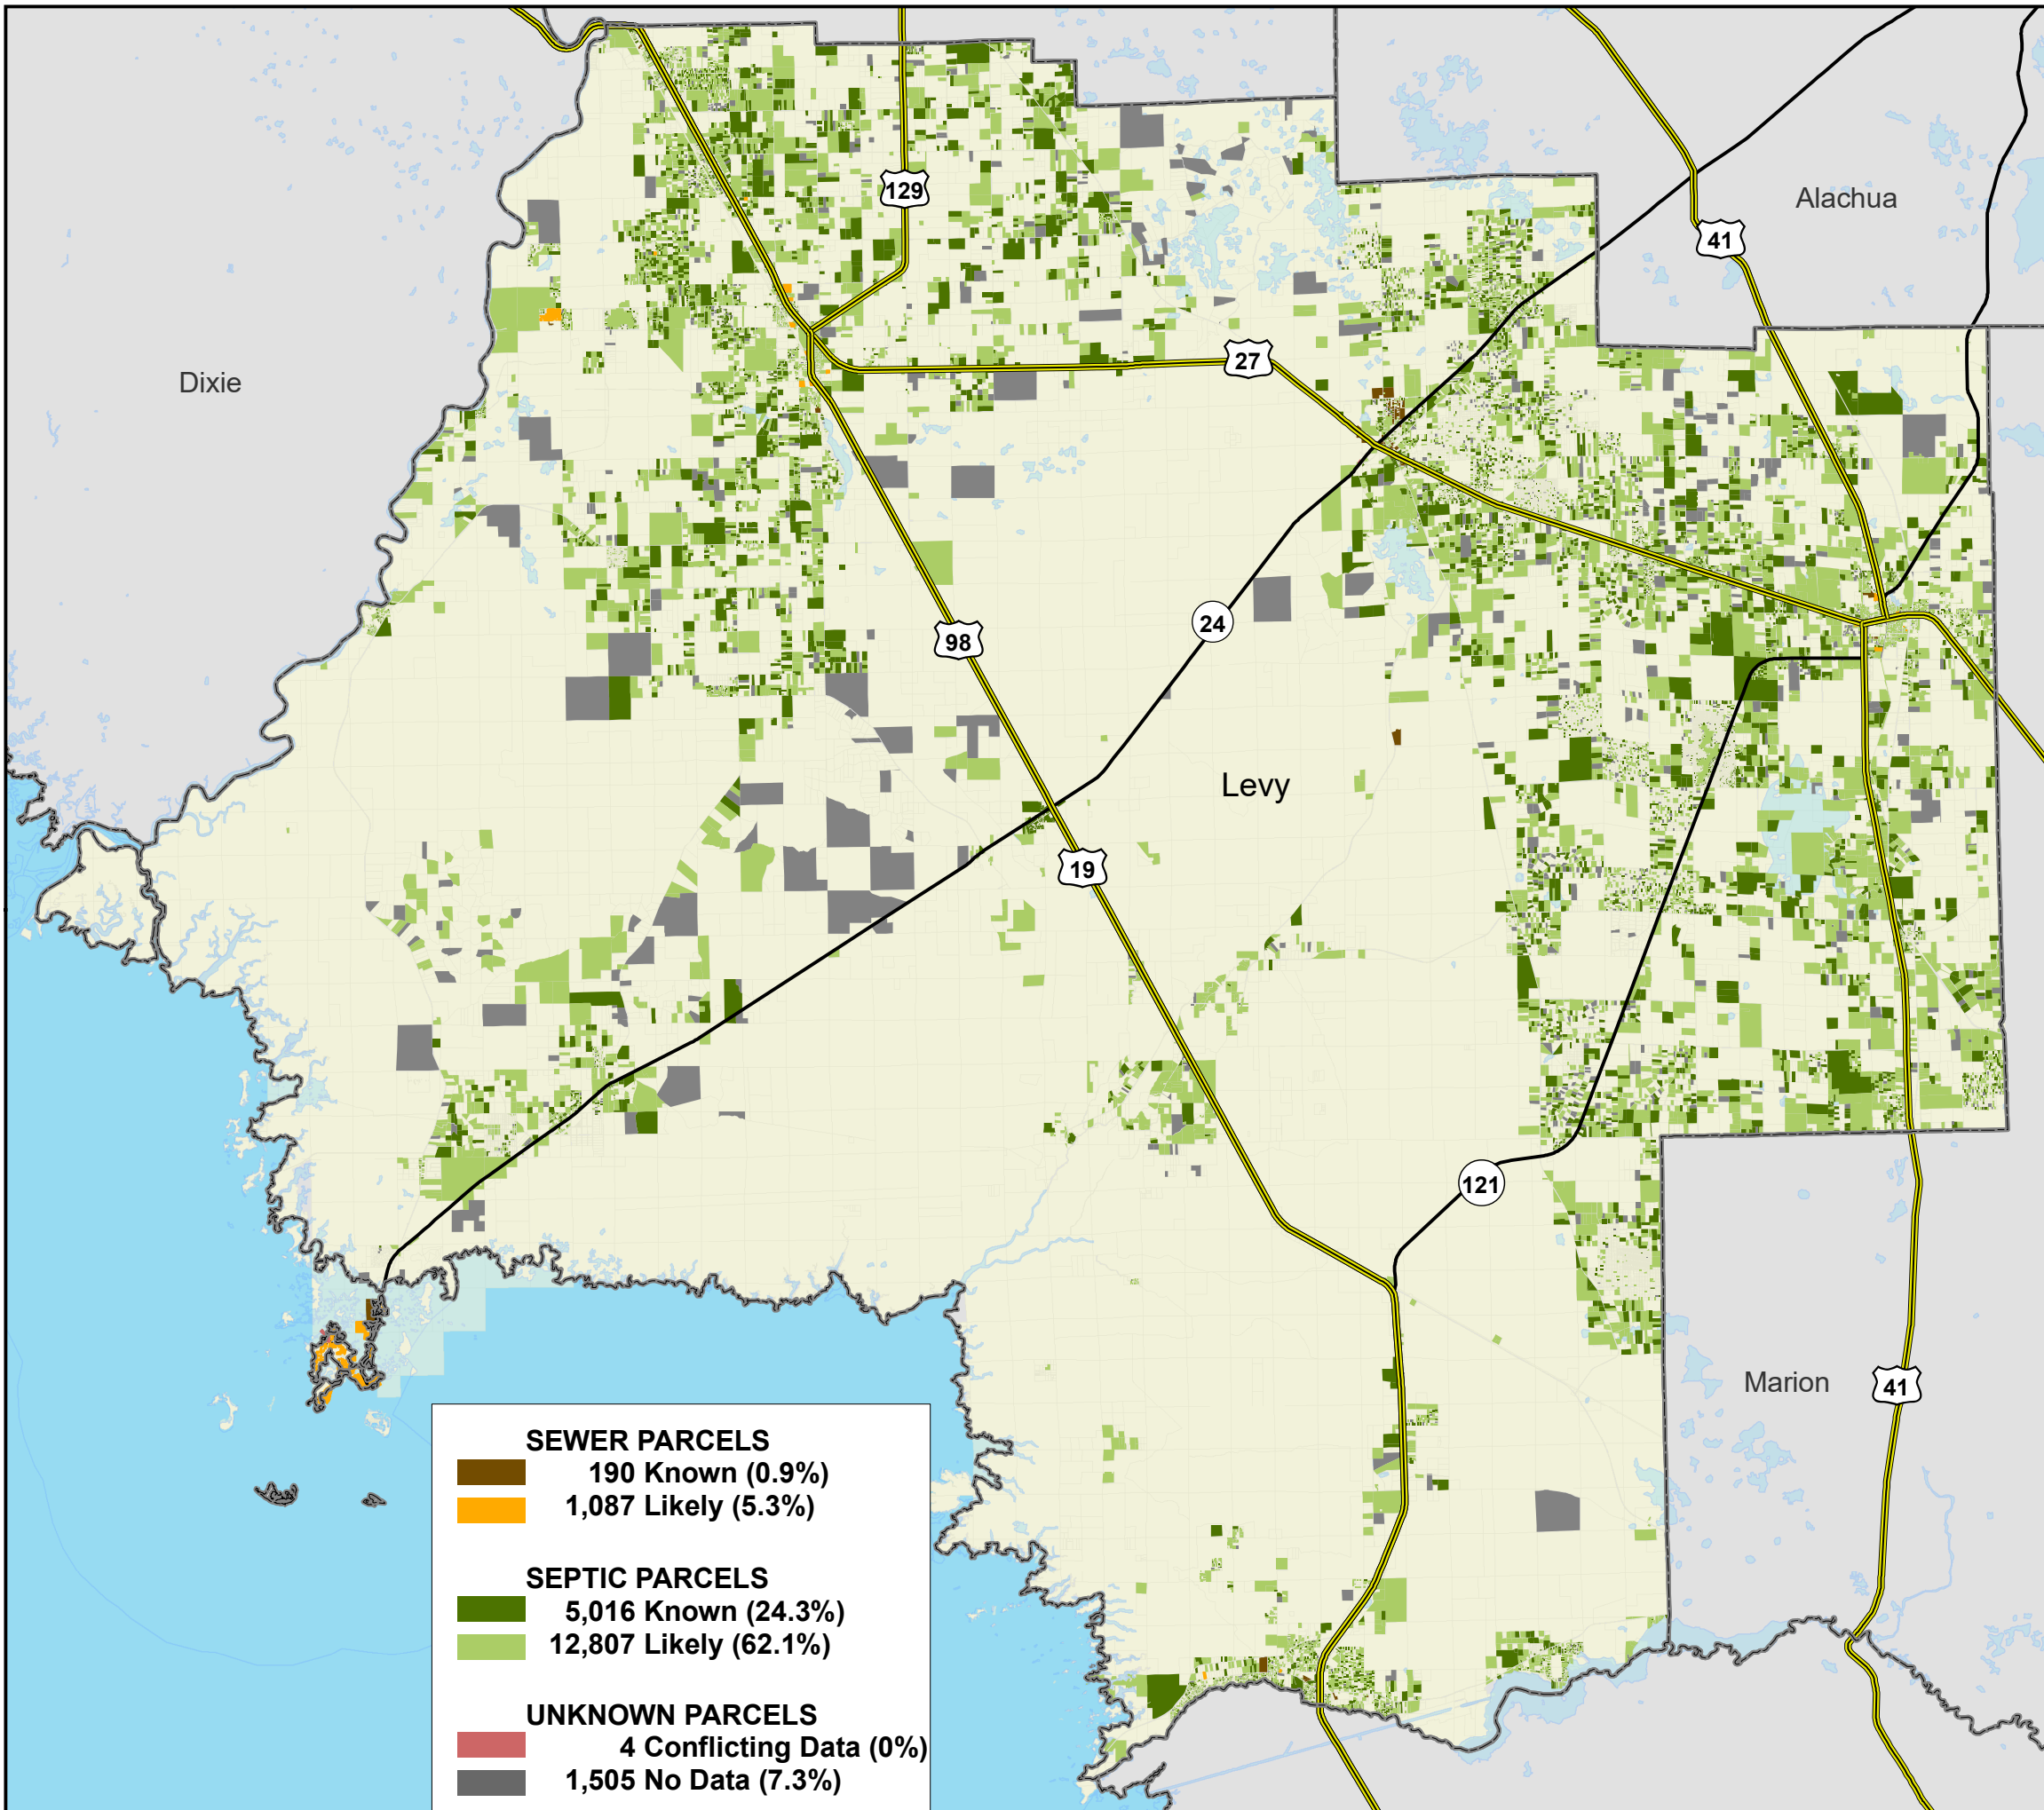 129
Alachua
41
27
Dixie
24
98
Levy
19
121
Marion
41
SEWER PARCELS
190 Known (0.9%)
1,087 Likely (5.3%)
SEPTIC PARCELS
5,016 Known (24.3%)
12,807 Likely (62.1%)
UNKNOWN PARCELS
4 Conflicting Data (0%)
1,505 No Data (7.3%)